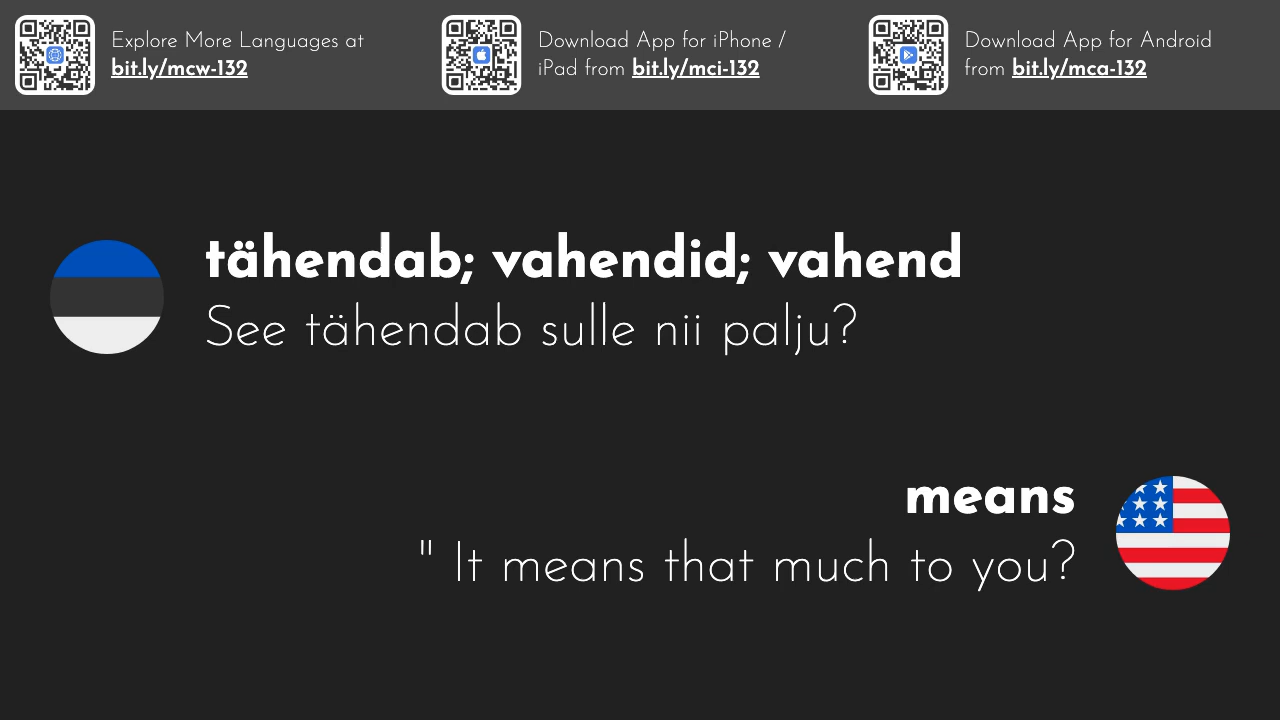 Explore More Languages at
bit.ly/mcw-132
Download App for iPhone /
iPad from bit.ly/mci-132
Download App for Android
from bit.ly/mca-132
tähendab; vahendid; vahend
See tähendab sulle nii palju?
means
" It means that much to you?